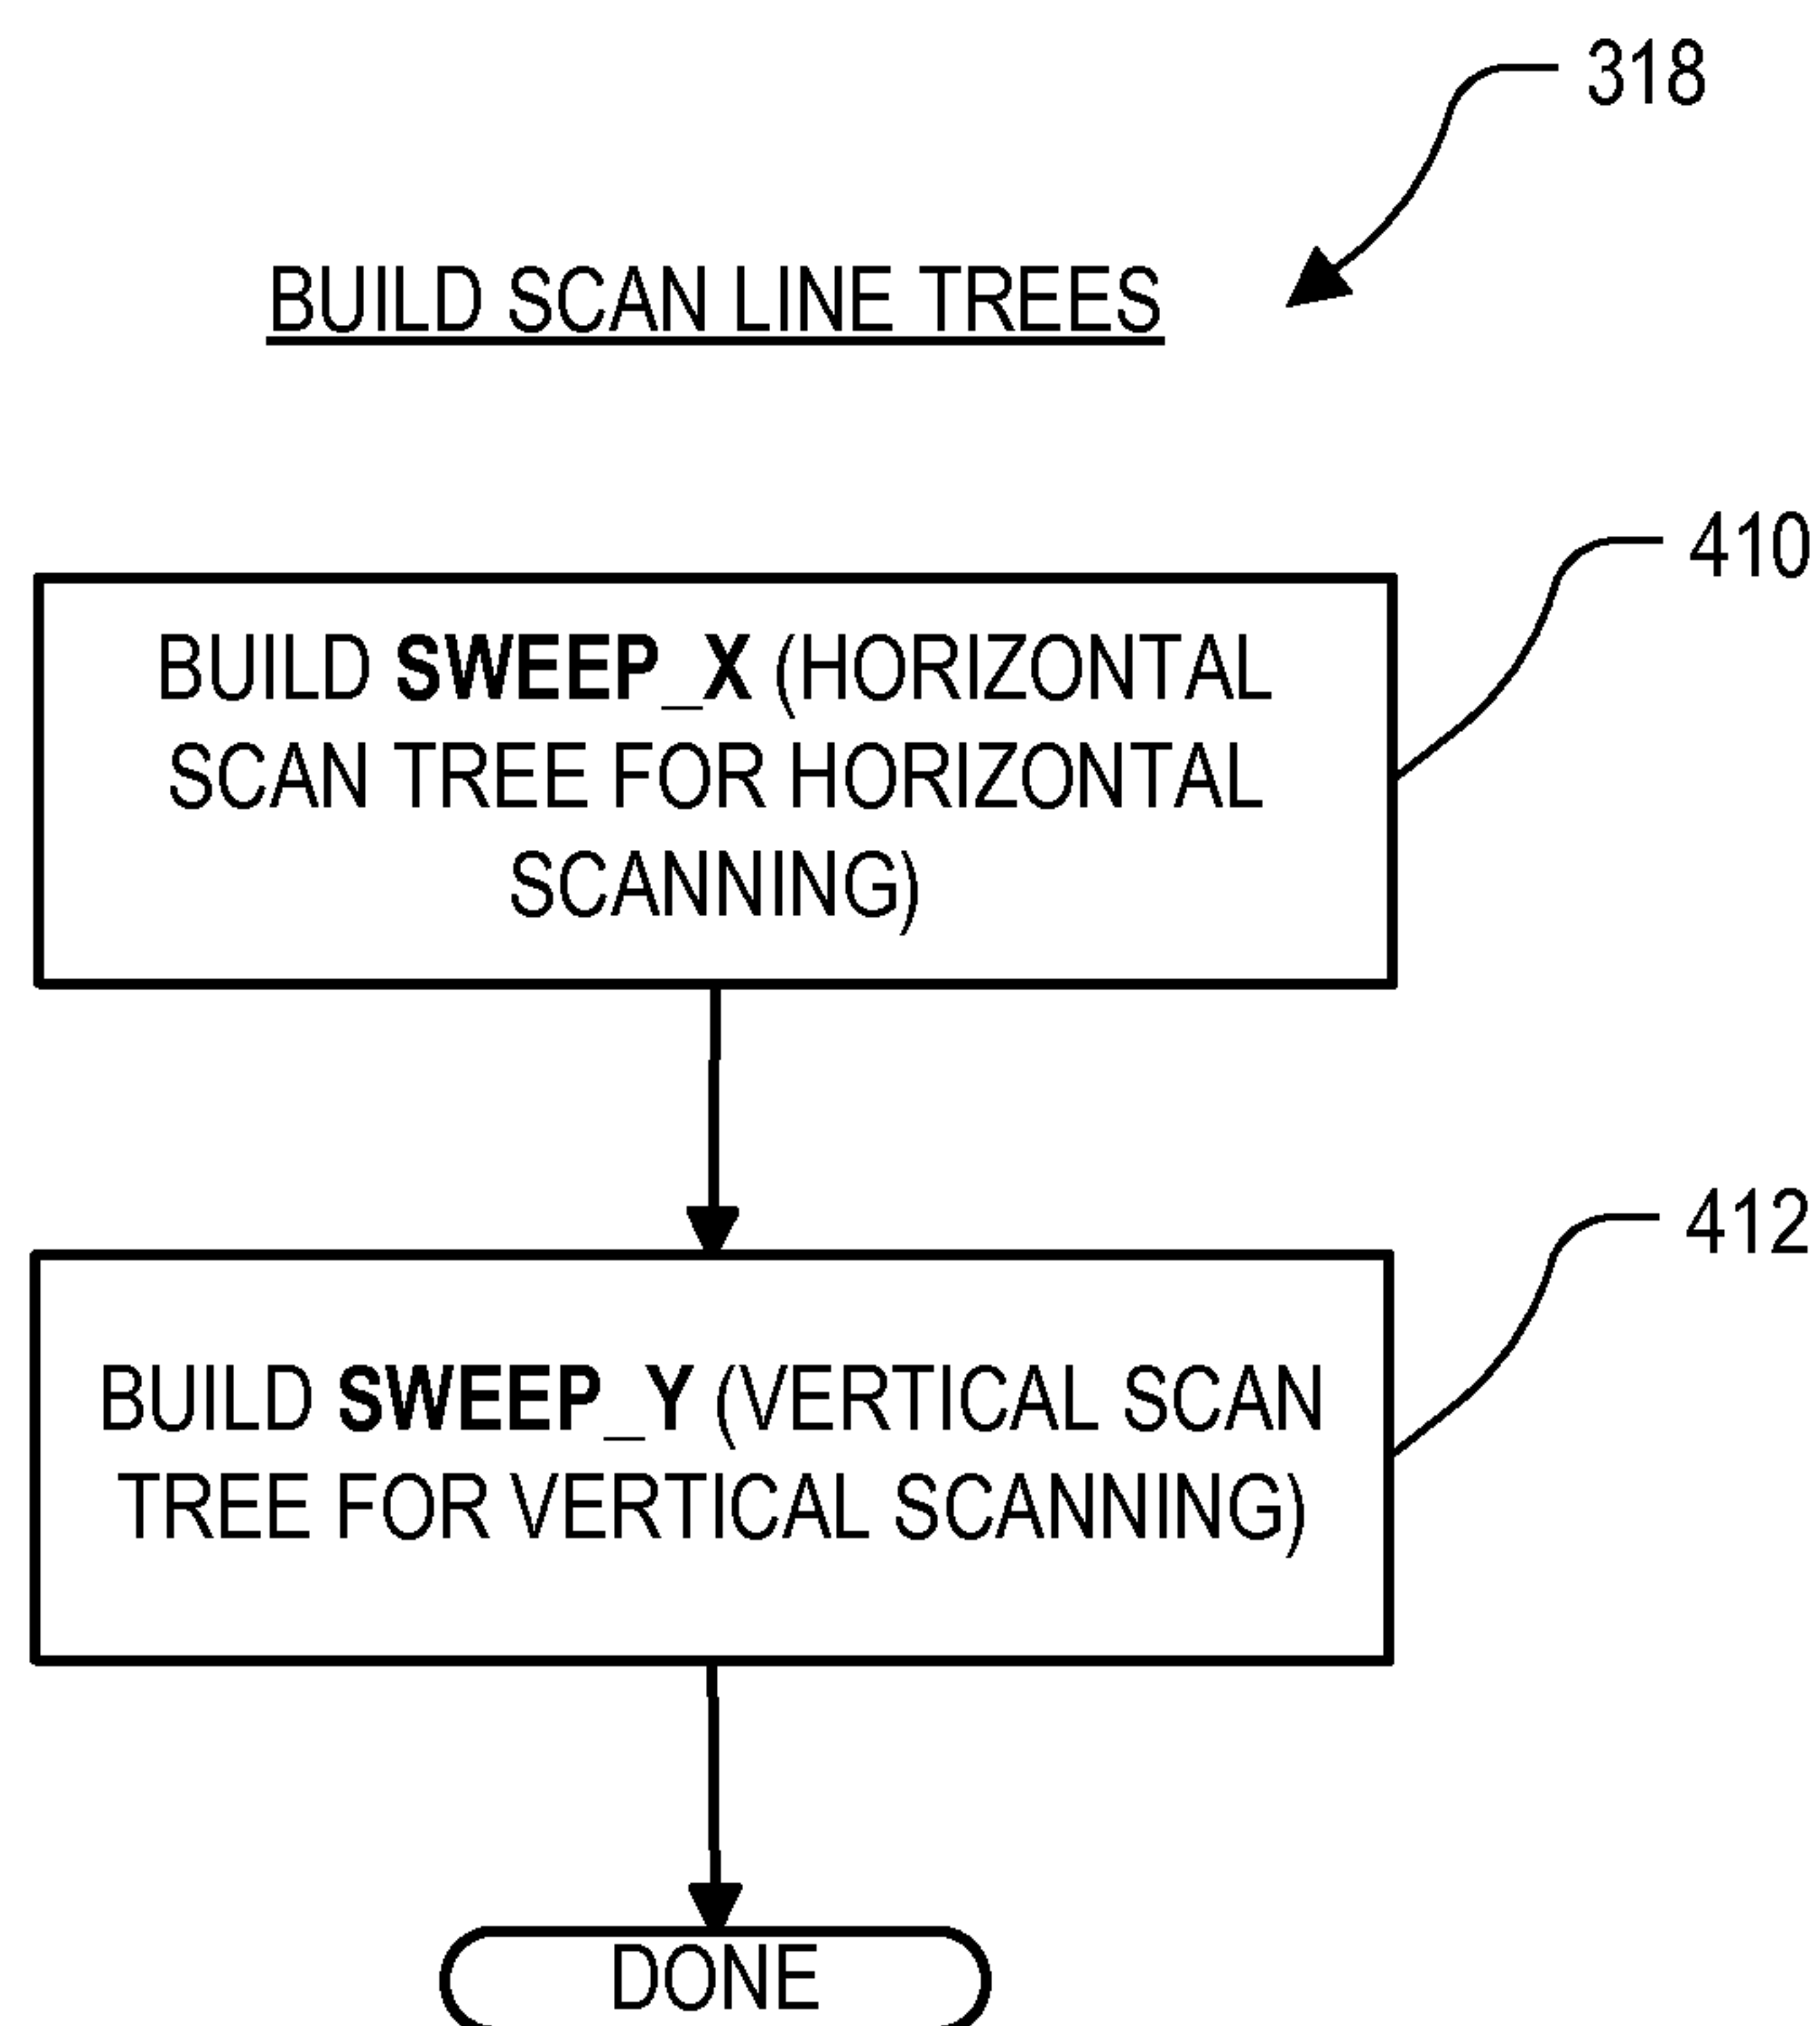 318
BUILD SCAN LINE TREES
410
BUILD SWEEP_X (HORIZONTAL
SCAN TREE FOR HORIZONTAL
SCANNING)
412
BUILD SWEEP_Y (VERTICAL SCAN
TREE FOR VERTICAL SCANNING)
DONE